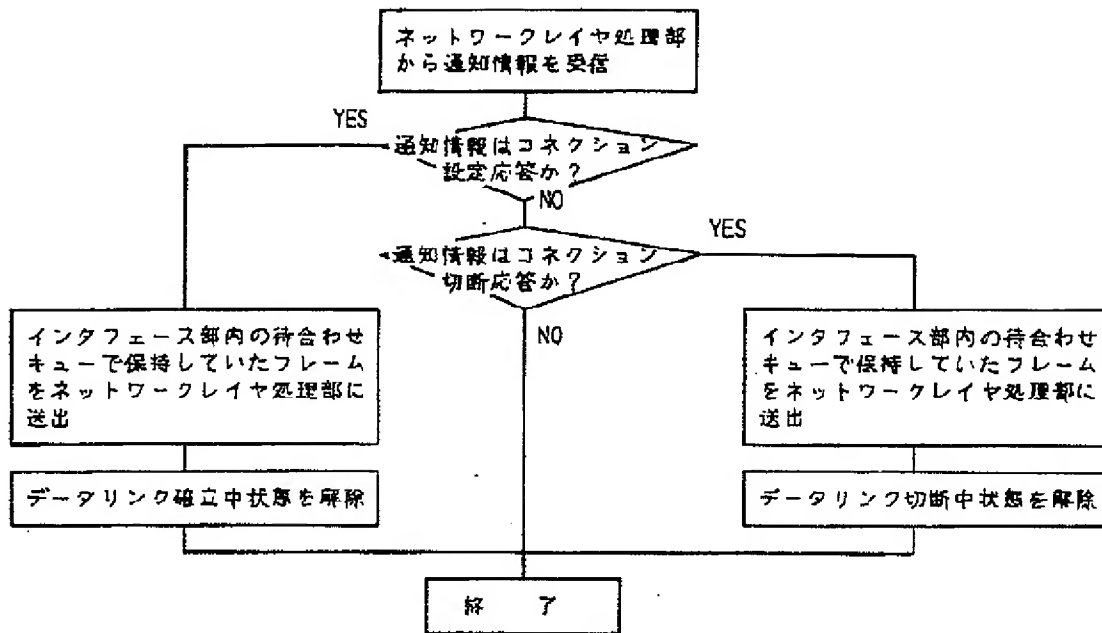 ネットワークレイヤ処理部
から通知情報を受信
YES
通知情報はコネクション
設定応答か?
NO
通知情報はコネクション
切断応答か?
YES
NO
インタフェース部内の待合わせ
キューで保持していたフレーム
をネットワークレイヤ処理部に
送出
データリンク確立中状態を解除
インタフェース部内の待合わせ
キューで保持していたフレーム
をネットワークレイヤ処理部に
送出
データリンク切断中状態を解除
終 了